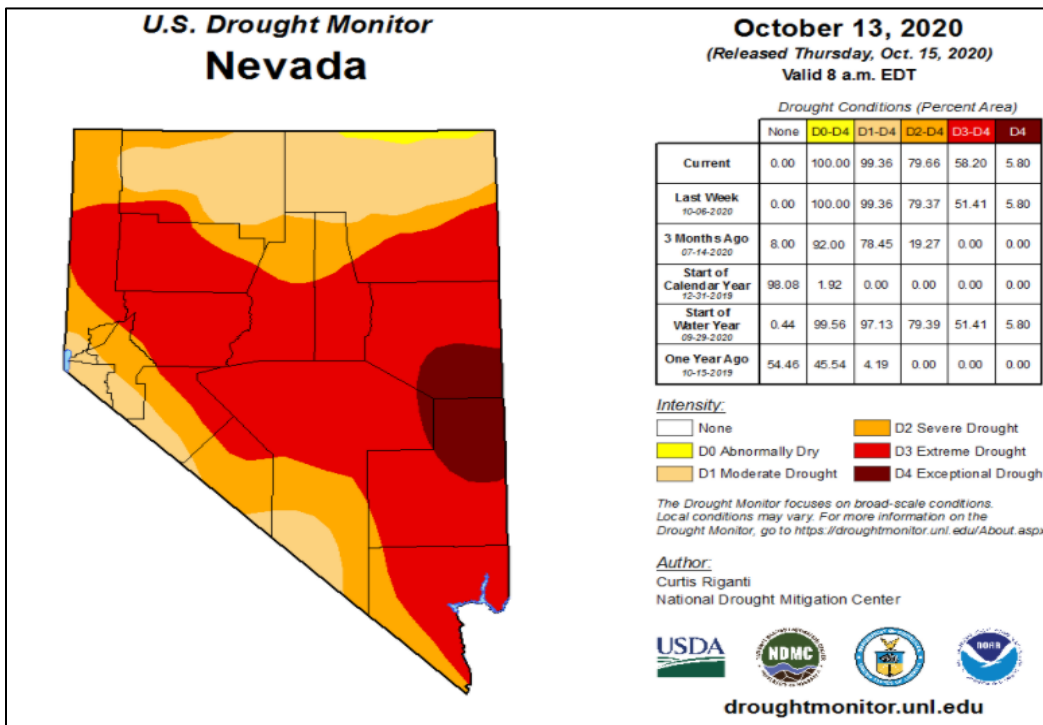 U.S. Drought Monitor
Nevada
October 13, 2020
(Released Thursday, Oct. 15, 2020)
Valid 8 a.m. EDT
Drought Conditions (Percent Area)
None D0-D4 D1-D4 D2-D4 D3-D4 D4
Current 0.00 100.00 99.36 79.66 58.20 5.80
Last Week
10-06-2020
0.00 100.00 99.36 79.37 51.41 5.80
3 Months Ago
07-14-2020
8.00 92.00 78.45 19.27 0.00 0.00
Start of
Calendar Year
12-31-2019
98.08 1.92 0.00 0.00 0.00 0.00
Start of
Water Year
09-29-2020
0.44 99.56 97.13 79.39 51.41 5.80
One Year Ago
10-15-2019
54.46 45.54 4.19 0.00 0.00 0.00
Intensity:
None
D0 Abnormally Dry
D1 Moderate Drought
D2 Severe Drought
D3 Extreme Drought
D4 Exceptional Drough
The Drought Monitor focuses on broad-scale conditions.
Local conditions may vary. For more information on the
Drought Monitor, go to https://droughtmonitor.unl.edu/About.aspx
Author:
Curtis Riganti
National Drought Mitigation Center
USDA
NDMC
NOAA
droughtmonitor.unl.edu